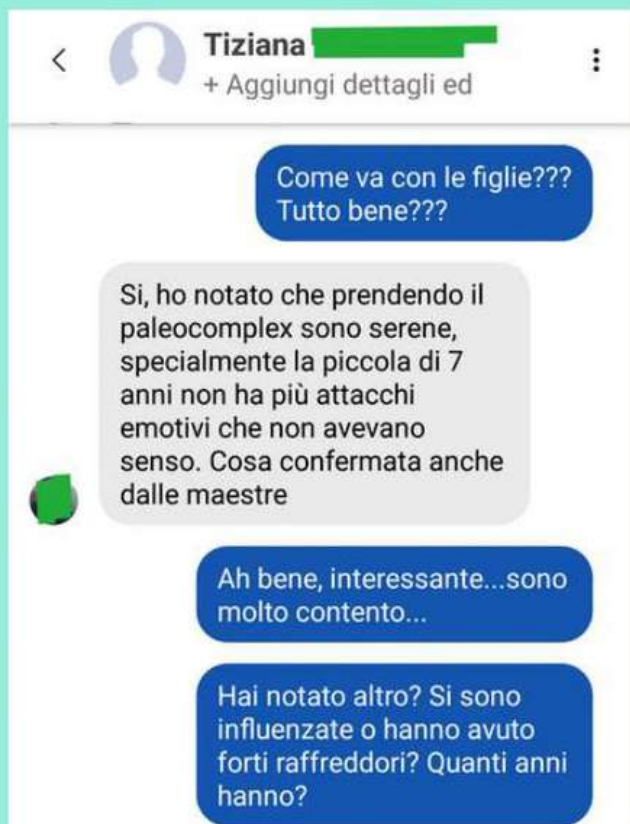 Tiziana
+ Aggiungi dettagli ed
Come va con le figlie???
Tutto bene???
Si, ho notato che prendendo il
paleocomplex sono serene,
specialmente la piccola di 7
anni non ha più attacchi
emotivi che non avevano
senso. Cosa confermata anche
dalle maestre
Ah bene, interessante...sono
molto contento...
Hai notato altro? Si sono
influenzate o hanno avuto
forti raffreddori? Quanti anni
hanno?